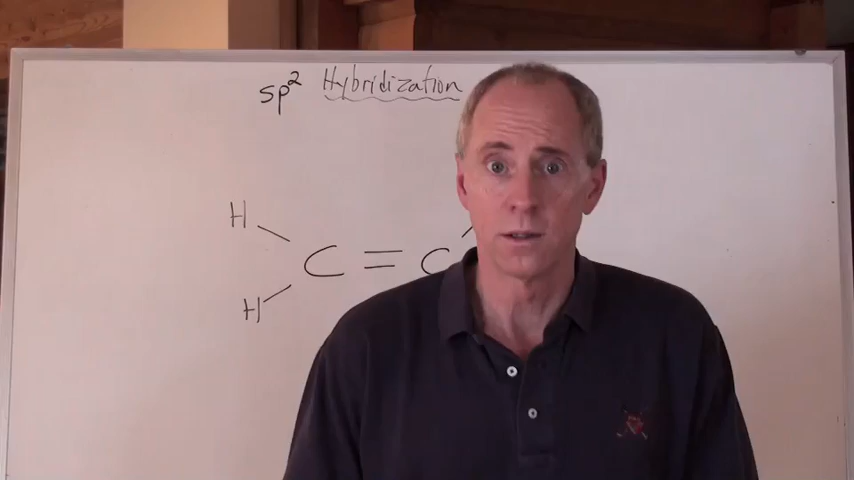 sp² Hybridization
H
C = C
H